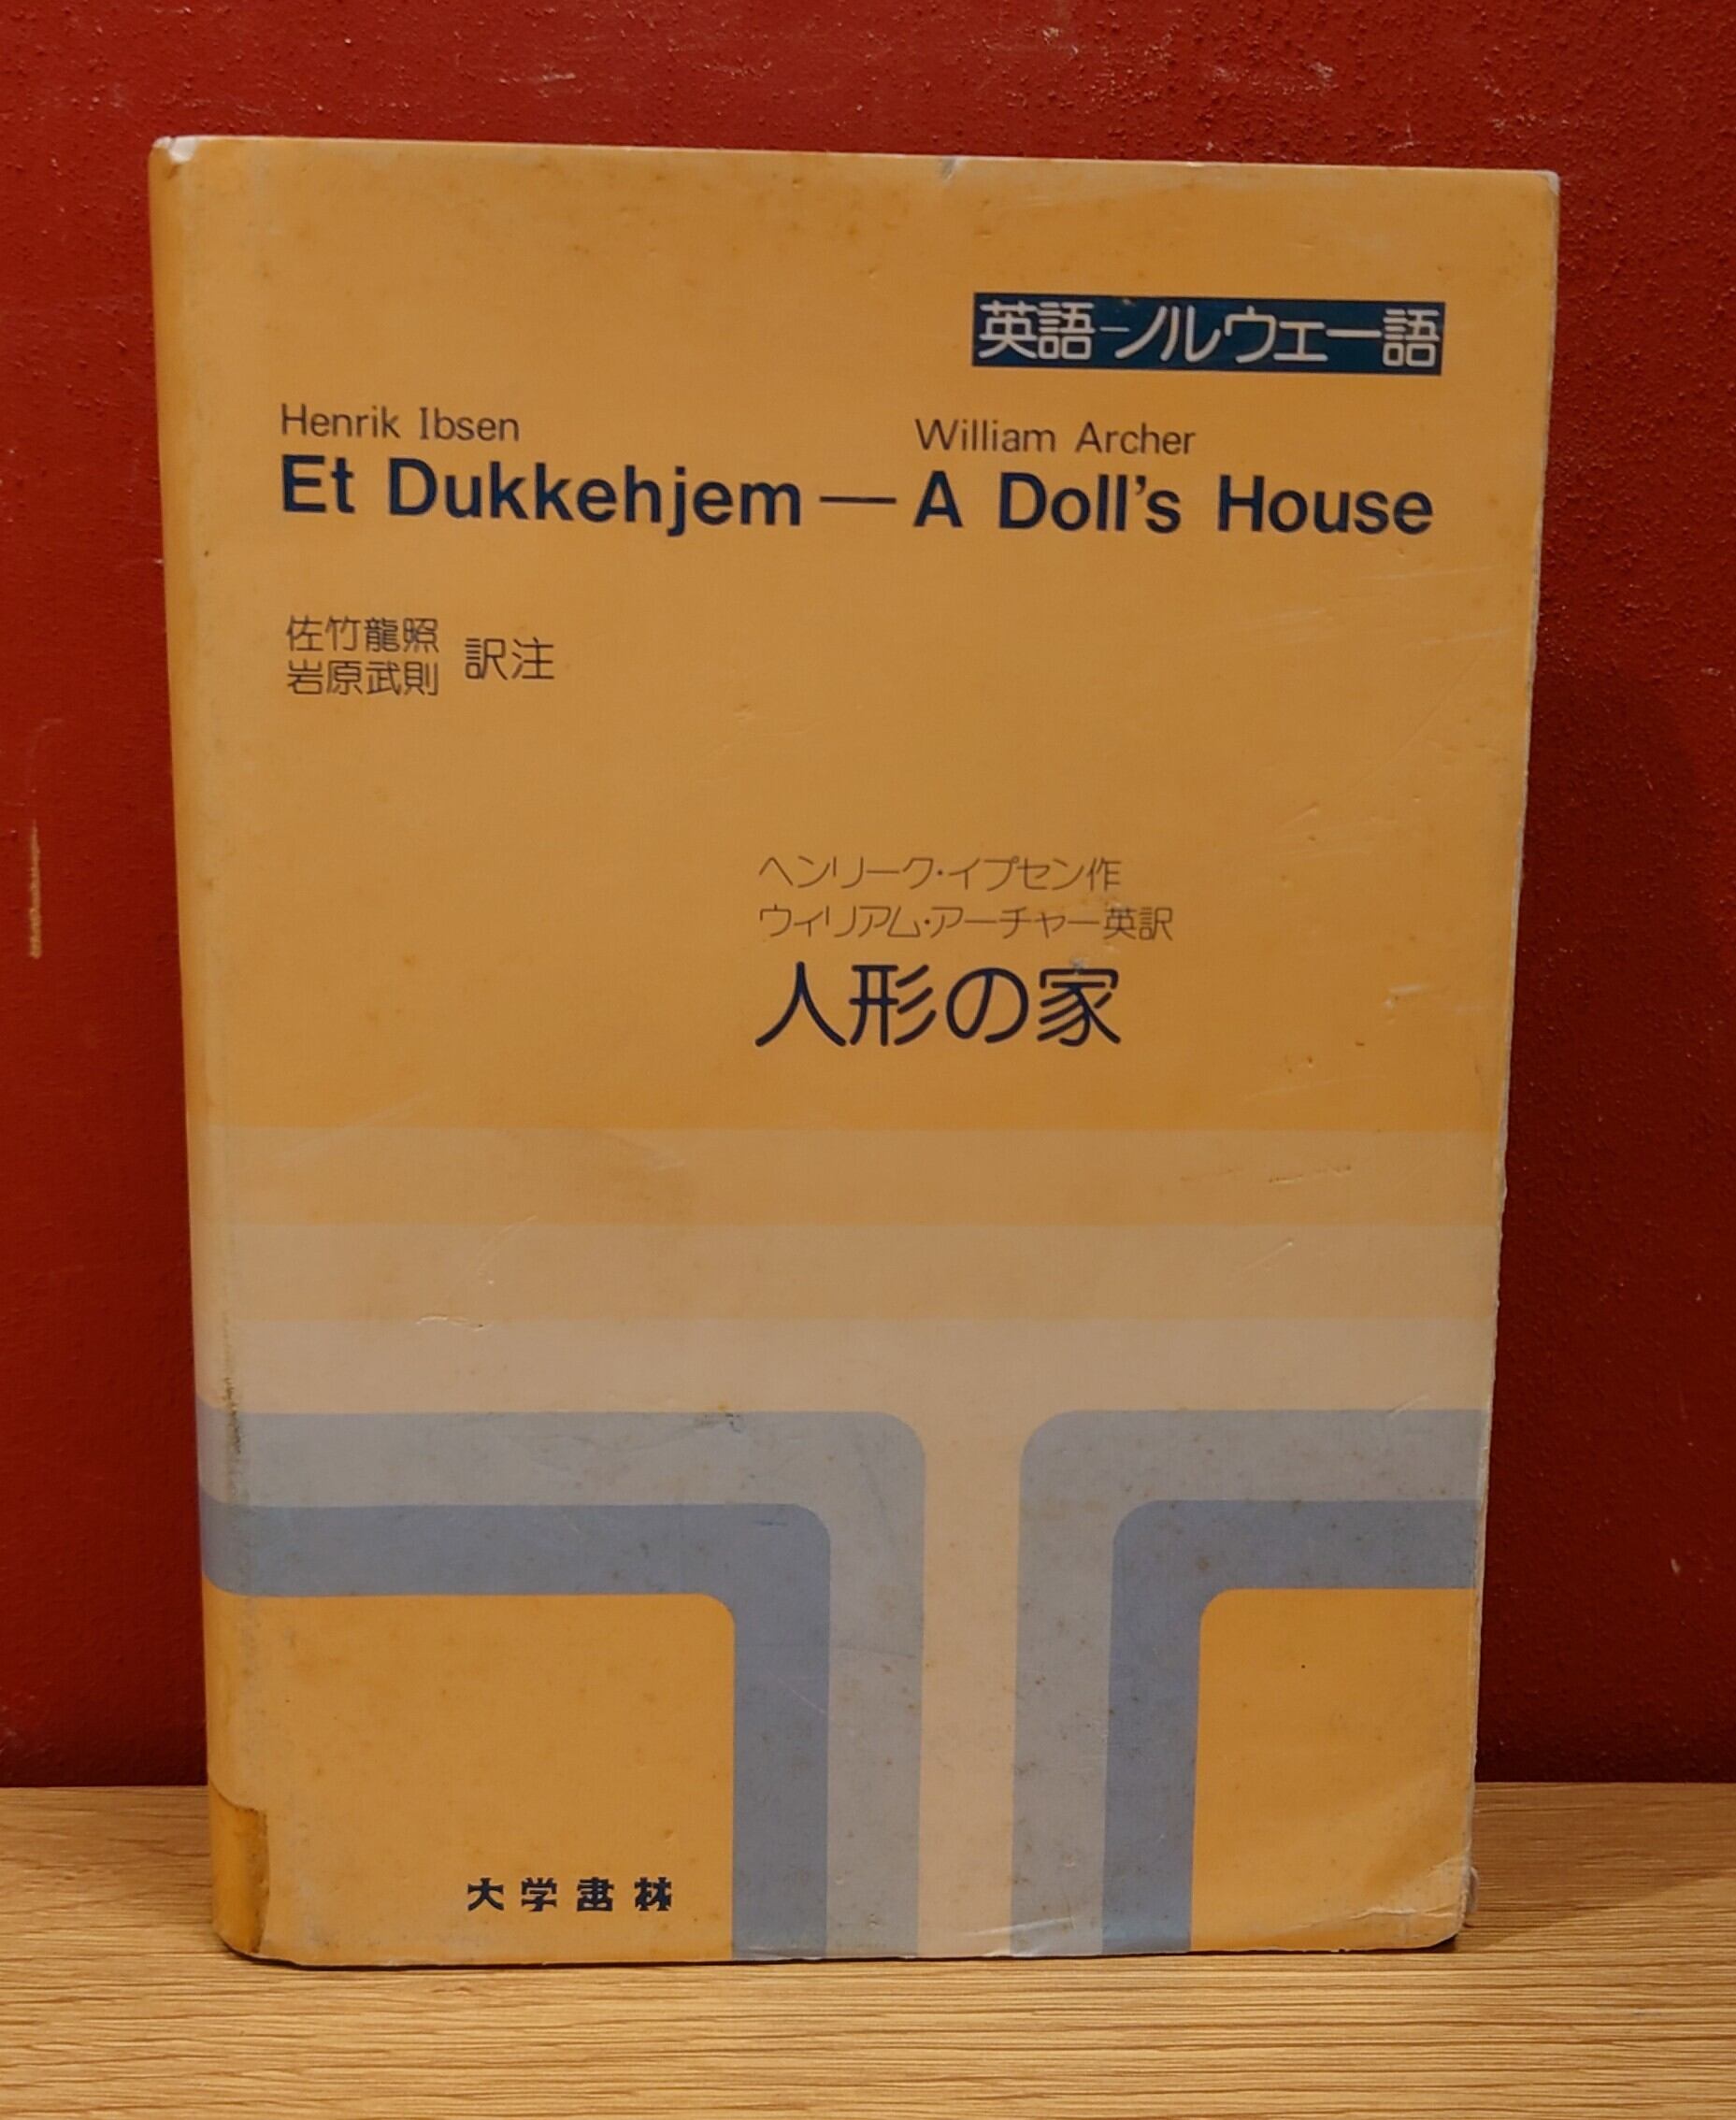 英語-ノルウェー語
Henrik Ibsen
William Archer
Et Dukkehjem — A Doll's House
佐竹龍照
岩原武則 訳注
ヘンリーク・イプセン作
ウィリアム・アーチャー英訳
人形の家
大学書林